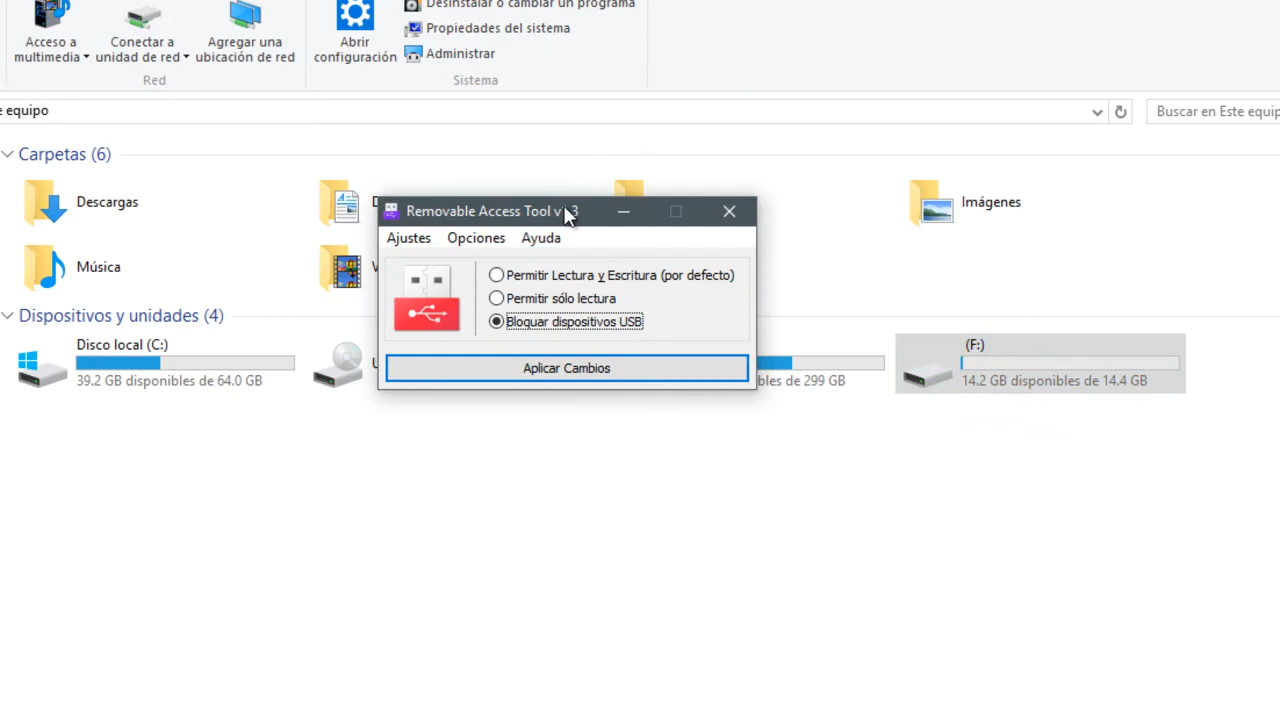 Desinstalar o cambiar un programa
Acceso a multimedia
Conectar a unidad de red
Agregar una ubicación de red
Abrir configuración
Propiedades del sistema
Administrar
Red
Sistema
equipo
Buscar en Este equip
Carpetas (6)
Descargas
Imágenes
Música
Removable Access Tool
Ajustes Opciones Ayuda
Permitir Lectura y Escritura (por defecto)
Permitir sólo lectura
Bloquar dispositivos USB
Aplicar Cambios
Dispositivos y unidades (4)
Disco local (C:)
39.2 GB disponibles de 64.0 GB
bles de 299 GB
(F:)
14.2 GB disponibles de 14.4 GB